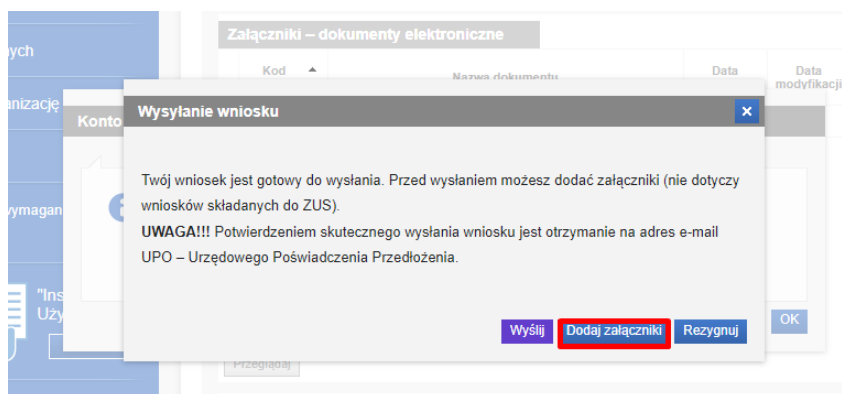 Załączniki – dokumenty elektroniczne
ych
Kod
Nazwa dokumentu
Data
Data
modyfikacji
anizację
Konto
Wysyłanie wniosku
x
Twój wniosek jest gotowy do wysłania. Przed wysłaniem możesz dodać załączniki (nie dotyczy
wniosków składanych do ZUS).
UWAGA!!! Potwierdzeniem skutecznego wysłania wniosku jest otrzymanie na adres e-mail
UPO – Urzędowego Poświadczenia Przedłożenia.
wymagan
"Ins
Uży
Wyślij Dodaj załączniki Rezygnuj
OK
Przeglądaj